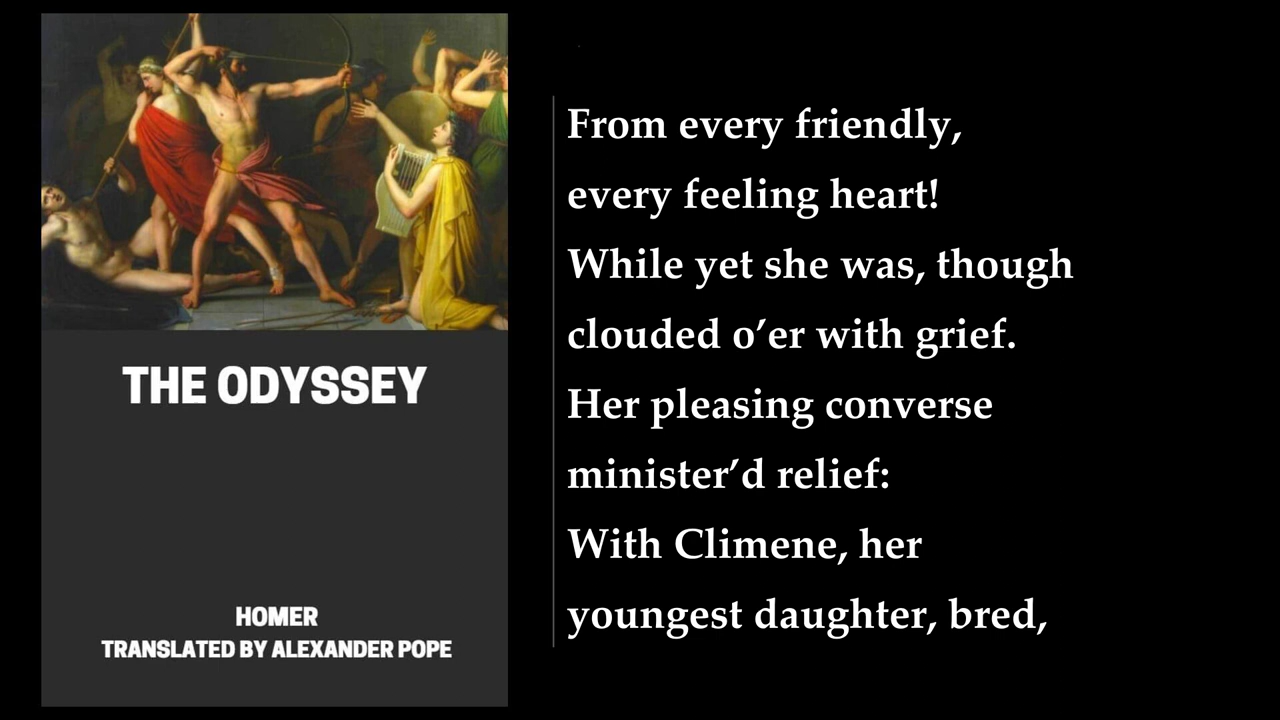 THE ODYSSEY
HOMER
TRANSLATED BY ALEXANDER POPE
From every friendly,
every feeling heart!
While yet she was, though
clouded o’er with grief.
Her pleasing converse
minister’d relief:
With Climene, her
youngest daughter, bred,